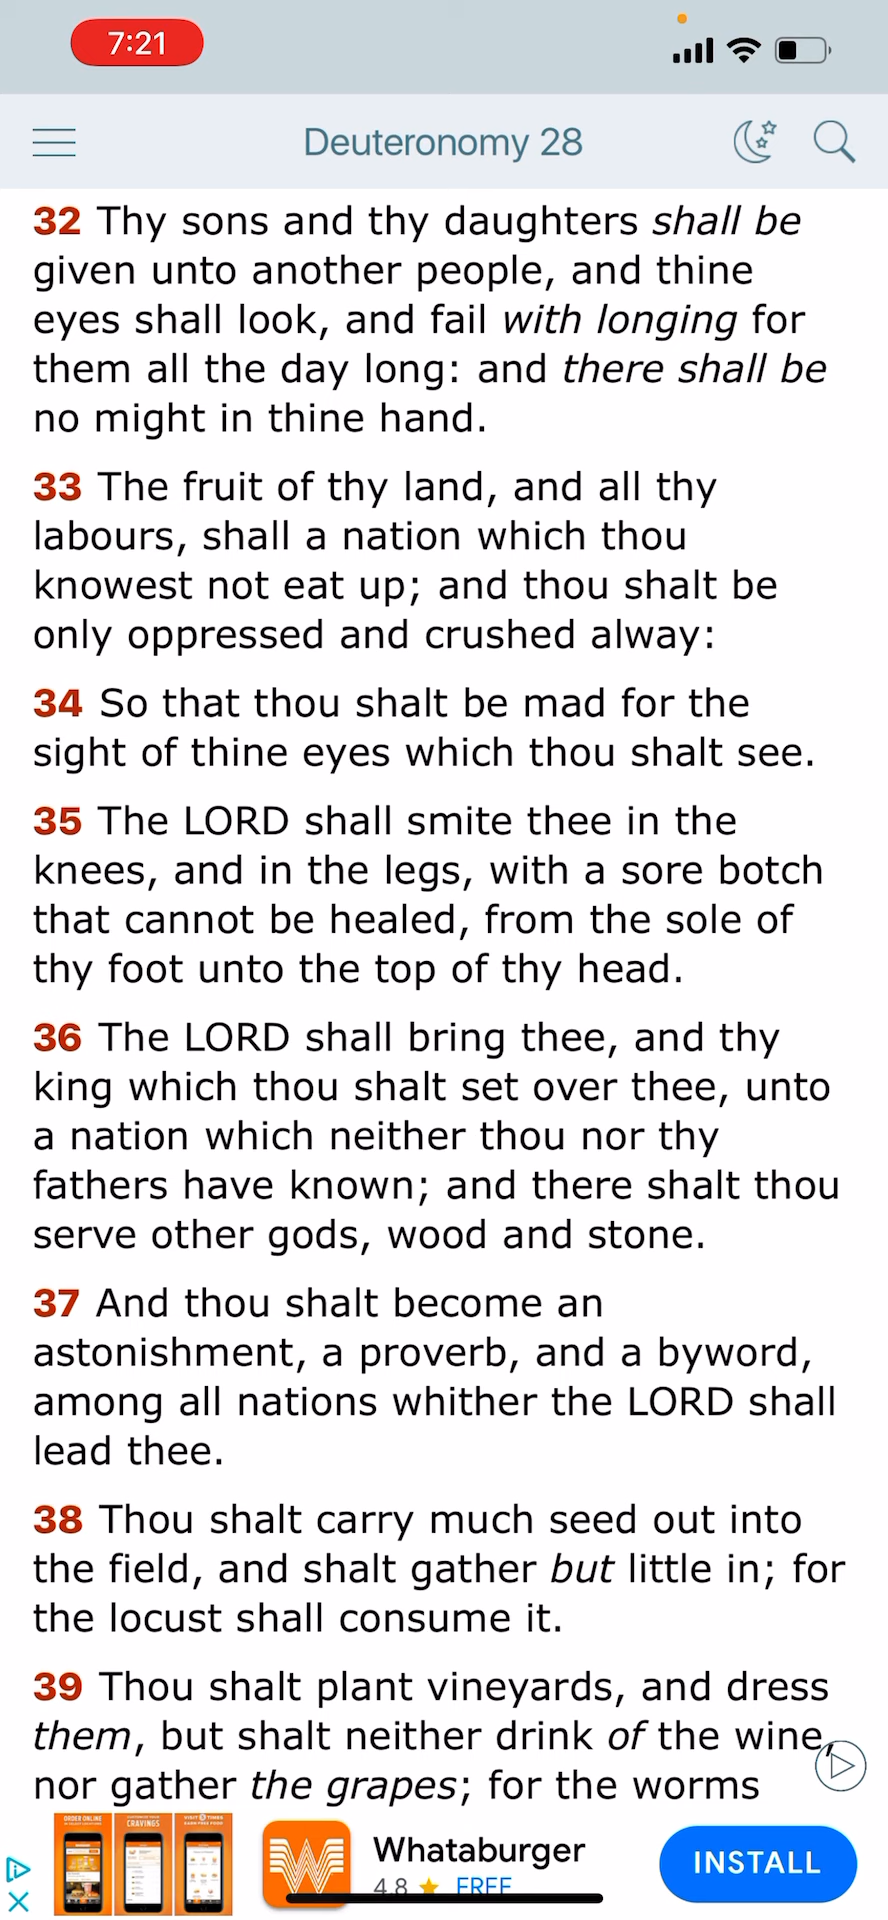 7:21
Deuteronomy 28
32 Thy sons and thy daughters shall be
given unto another people, and thine
eyes shall look, and fail with longing for
them all the day long: and there shall be
no might in thine hand.
33 The fruit of thy land, and all thy
labours, shall a nation which thou
knowest not eat up; and thou shalt be
only oppressed and crushed alway:
34 So that thou shalt be mad for the
sight of thine eyes which thou shalt see.
35 The LORD shall smite thee in the
knees, and in the legs, with a sore botch
that cannot be healed, from the sole of
thy foot unto the top of thy head.
36 The LORD shall bring thee, and thy
king which thou shalt set over thee, unto
a nation which neither thou nor thy
fathers have known; and there shalt thou
serve other gods, wood and stone.
37 And thou shalt become an
astonishment, a proverb, and a byword,
among all nations whither the LORD shall
lead thee.
38 Thou shalt carry much seed out into
the field, and shalt gather but little in; for
the locust shall consume it.
39 Thou shalt plant vineyards, and dress
them, but shalt neither drink of the wine,
nor gather the grapes; for the worms
ORDER ONLINE
CRAVINGS
Whataburger
4.8 ★ FREE
INSTALL